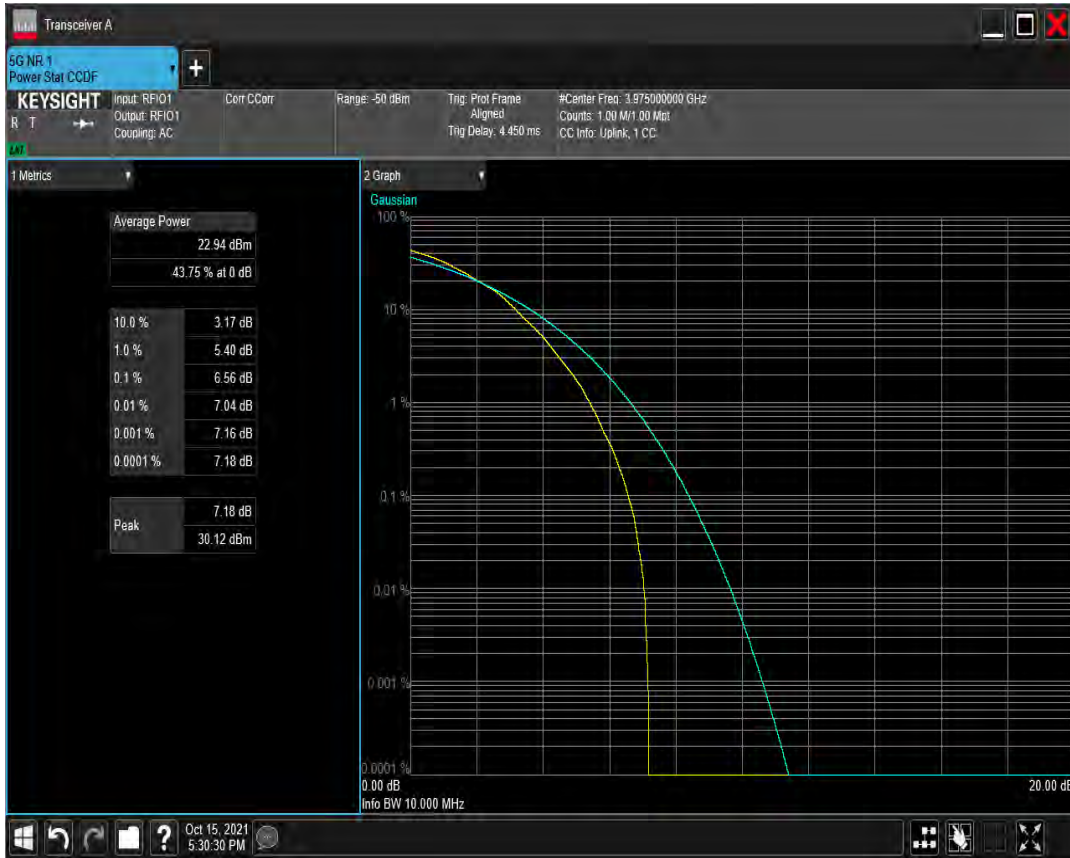 Transceiver A
5G NR 1
Power Stat CCDF
+
KEYSIGHT
R T
LXI
Input: RFIO1
Output: RFIO1
Coupling: AC
Corr CCorr
Range: -50 dBm
Trig: Prot Frame
Aligned
Trig Delay: 4.450 ms
#Center Freq: 3.975000000 GHz
Counts: 1.00 M/1.00 Mpt
CC Info: Uplink, 1 CC
1 Metrics
Average Power
22.94 dBm
43.75 % at 0 dB
10.0 % 3.17 dB
1.0 % 5.40 dB
0.1 % 6.56 dB
0.01 % 7.04 dB
0.001 % 7.16 dB
0.0001 % 7.18 dB
Peak
7.18 dB
30.12 dBm
2 Graph
Gaussian
100 %
10 %
1 %
0.1 %
0.01 %
0.001 %
0.0001 %
0.00 dB 20.00 dB
Info BW 10.000 MHz
? Oct 15, 2021
5:30:30 PM